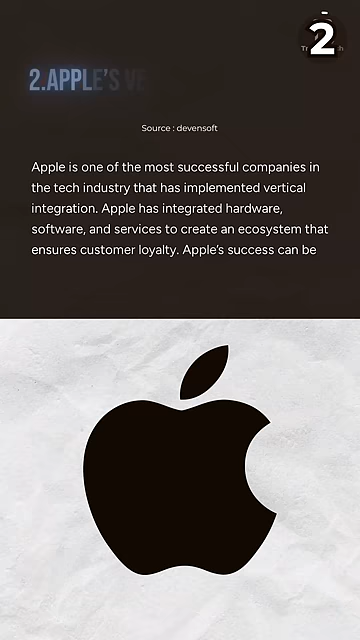 2
2.APPLE'S VE
Source : devensoft
Apple is one of the most successful companies in
the tech industry that has implemented vertical
integration. Apple has integrated hardware,
software, and services to create an ecosystem that
ensures customer loyalty. Apple's success can be